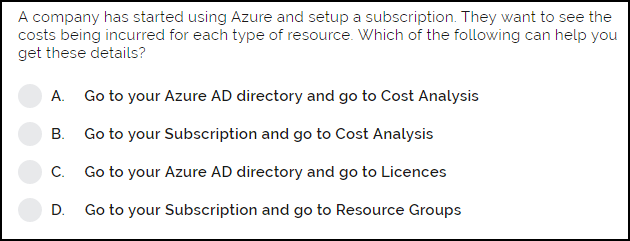 A company has started using Azure and setup a subscription. They want to see the
costs being incurred for each type of resource. Which of the following can help you
get these details?
A. Go to your Azure AD directory and go to Cost Analysis
B. Go to your Subscription and go to Cost Analysis
C. Go to your Azure AD directory and go to Licences
D. Go to your Subscription and go to Resource Groups